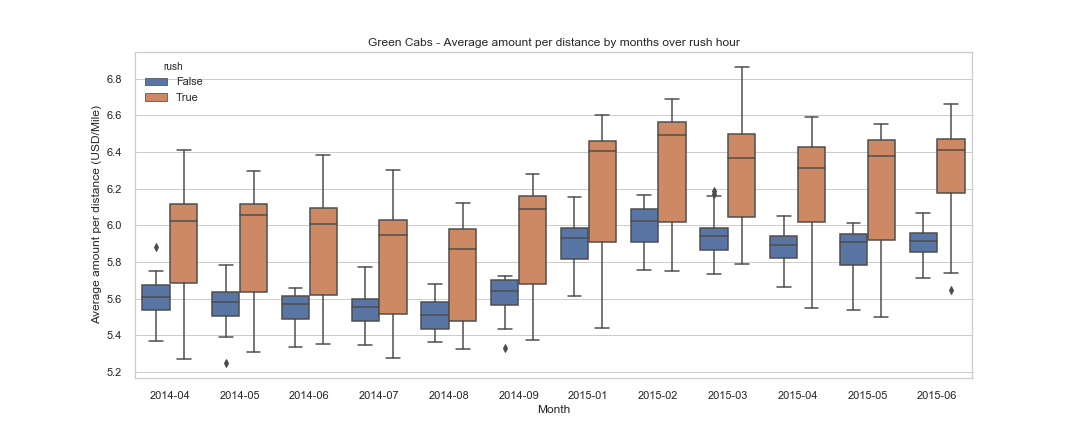 Green Cabs - Average amount per distance by months over rush hour
rush
False
True
Average amount per distance (USD/Mile)
6.8
6.6
6.4
6.2
6.0
5.8
5.6
5.4
5.2
2014-04 2014-05 2014-06 2014-07 2014-08 2014-09 2015-01 2015-02 2015-03 2015-04 2015-05 2015-06
Month